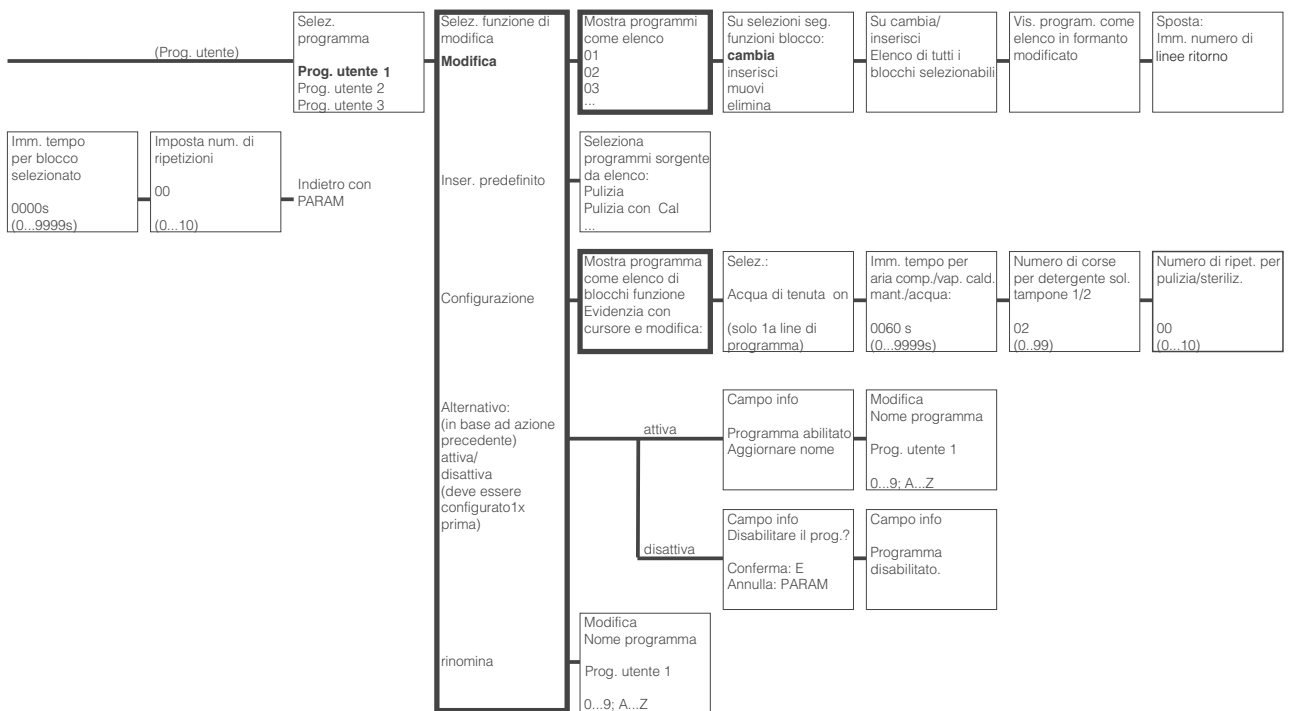 (Prog. utente)
Selez.
programma
Prog. utente 1
Prog. utente 2
Prog. utente 3
Selez. funzione di
modifica
Modifica
Mostra programmi
come elenco
01
02
03
...
Su selezioni seg.
funzioni blocco:
cambia
inserisci
muovi
elimina
Su cambia/
inserisci
Elenco di tutti i
blocchi selezionabili
Vis. program. come
elenco in formanto
modificato
Sposta:
Imm. numero di
linee ritorno
Imm. tempo
per blocco
selezionato
0000s
(0...9999s)
Imposta num. di
ripetizioni
00
(0...10)
Indietro con
PARAM
Inser. predefinito
Seleziona
programmi sorgente
da elenco:
Pulizia
Pulizia con Cal
...
Configurazione
Mostra programma
come elenco di
blocchi funzione
Evidenzia con
cursore e modifica:
Selez.:
Acqua di tenuta on
(solo 1a line di
programma)
Imm. tempo per
aria comp./vap. cald.
mant./acqua:
0060 s
(0...9999s)
Numero di corse
per detergente sol.
tampone 1/2
02
(0..99)
Numero di ripet. per
pulizia/steriliz.
00
(0...10)
Alternativo:
(in base ad azione
precedente)
attiva/
disattiva
(deve essere
configurato1x
prima)
attiva
Campo info
Programma abilitato
Aggiornare nome
Modifica
Nome programma
Prog. utente 1
0...9; A...Z
disattiva
Campo info
Disabilitare il prog.?
Conferma: E
Annulla: PARAM
Campo info
Programma
disabilitato.
rinomina
Modifica
Nome programma
Prog. utente 1
0...9; A...Z